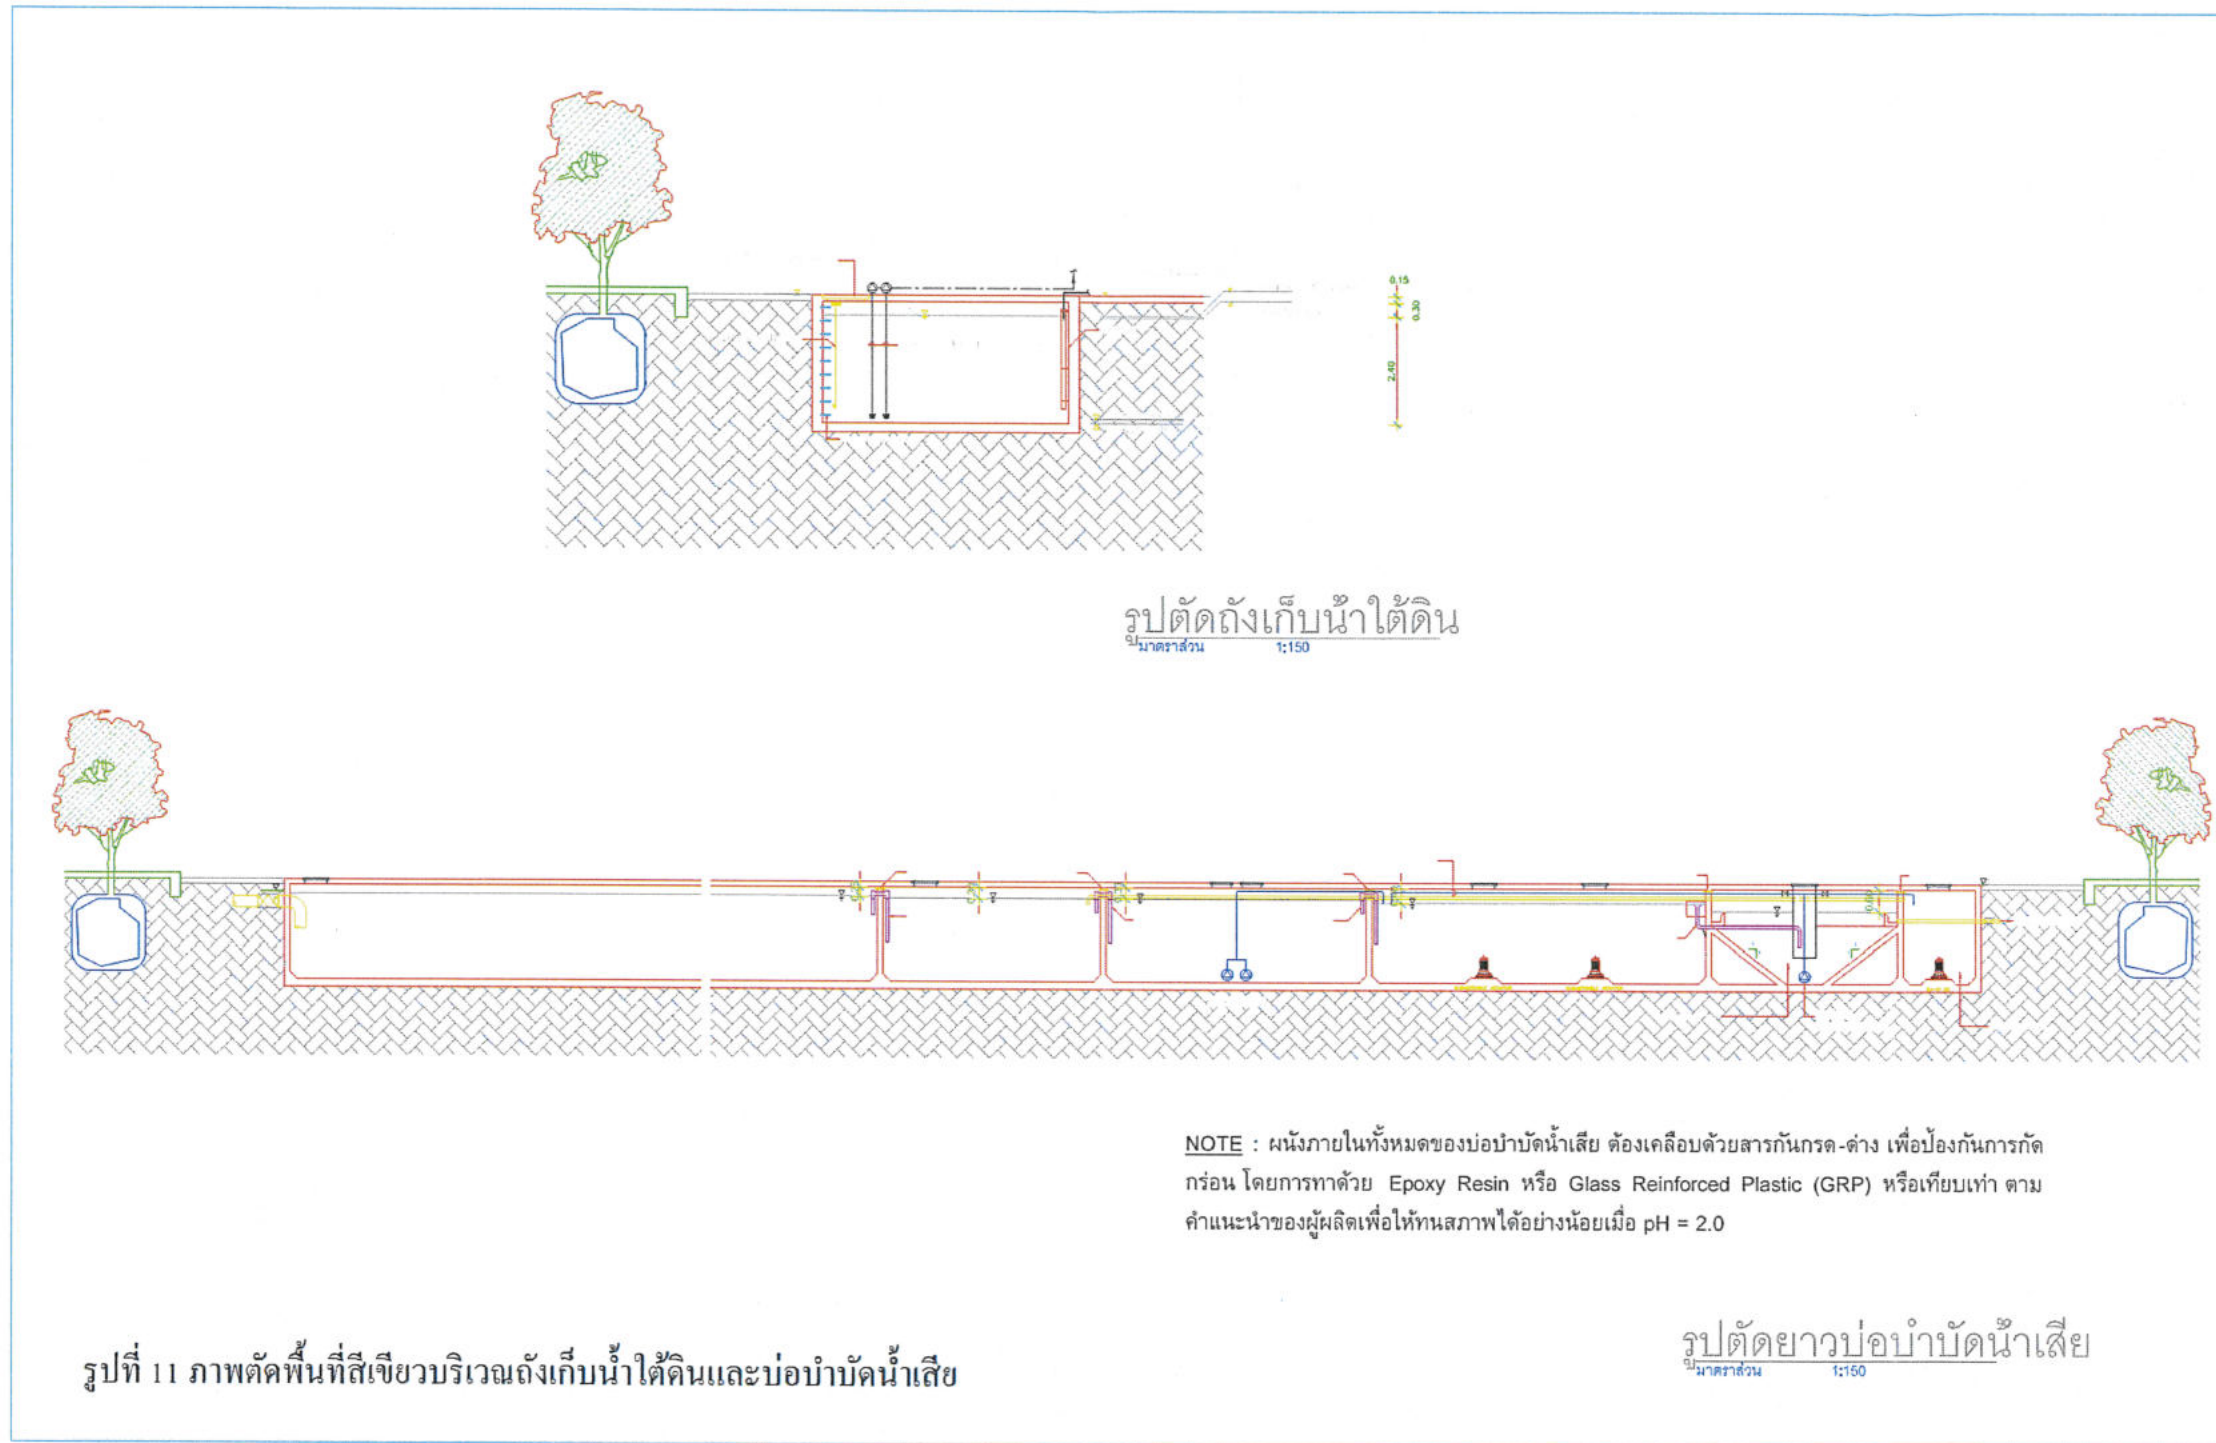 0.15
0.30
2.40
รูปตัดถังเก็บน้ำใต้ดิน
มาตราส่วน 1:150
NOTE : ผนังภายในทั้งหมดของบ่อบำบัดน้ำเสีย ต้องเคลือบด้วยสารกันกรด-ด่าง เพื่อป้องกันการกัด
กร่อน โดยการทาด้วย Epoxy Resin หรือ Glass Reinforced Plastic (GRP) หรือเทียบเท่า ตาม
คำแนะนำของผู้ผลิตเพื่อให้ทนสภาพได้อย่างน้อยเมื่อ pH = 2.0
รูปตัดยาวบ่อบำบัดน้ำเสีย
มาตราส่วน 1:150
รูปที่ 11 ภาพตัดพื้นที่สีเขียวบริเวณถังเก็บน้ำใต้ดินและบ่อบำบัดน้ำเสีย